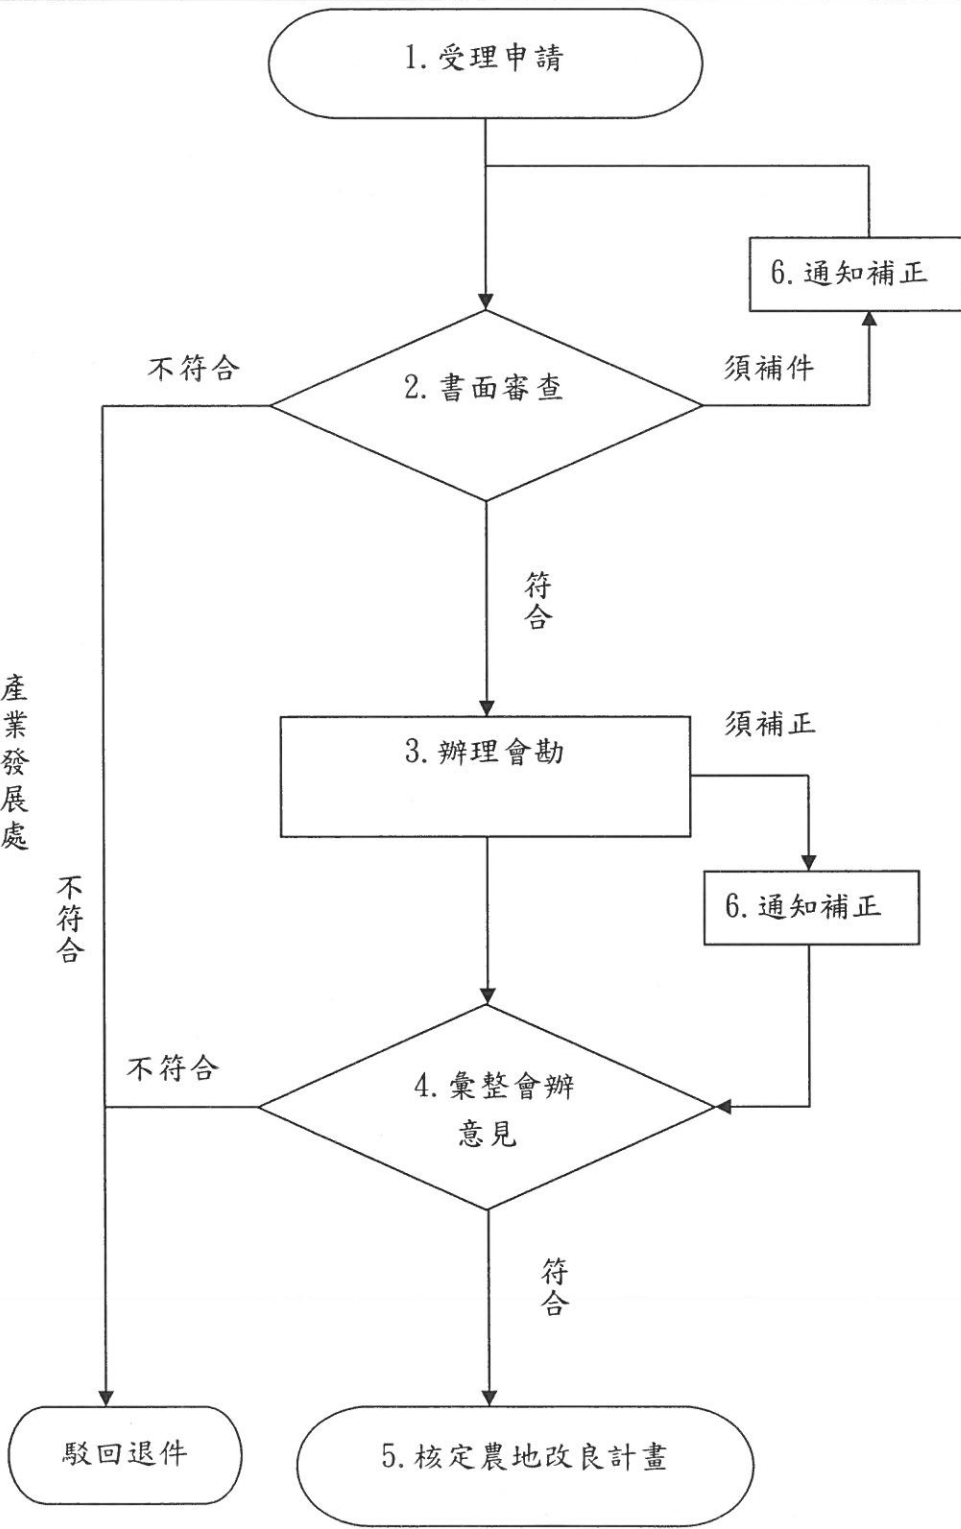 1.受理申請
6.通知補正
不符合
2.書面審查
須補件
符合
產業發展處
3.辦理會勘
須補正
不符合
6.通知補正
不符合
4.彙整會辦
意見
符合
駁回退件
5.核定農地改良計畫